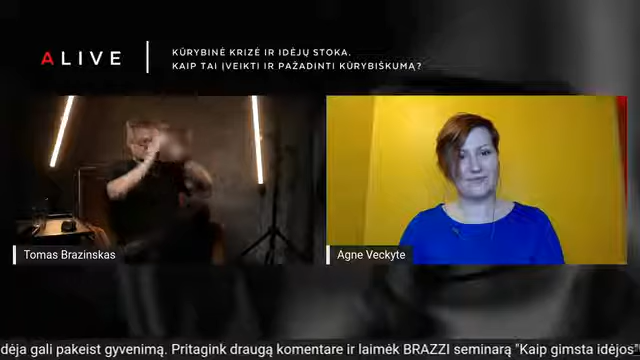 ALIVE
KŪRYBINĖ KRIZĖ IR IDĖJŲ STOKA.
KAIP TAI ĮVEIKTI IR PAŽADINTI KŪRYBIŠKUMĄ?
Tomas Brazinskas
Agne Veckyte
dėja gali pakeist gyvenimą. Pritagink draugą komentare ir laimėk BRAZZI seminarą "Kaip gimsta idėjos"